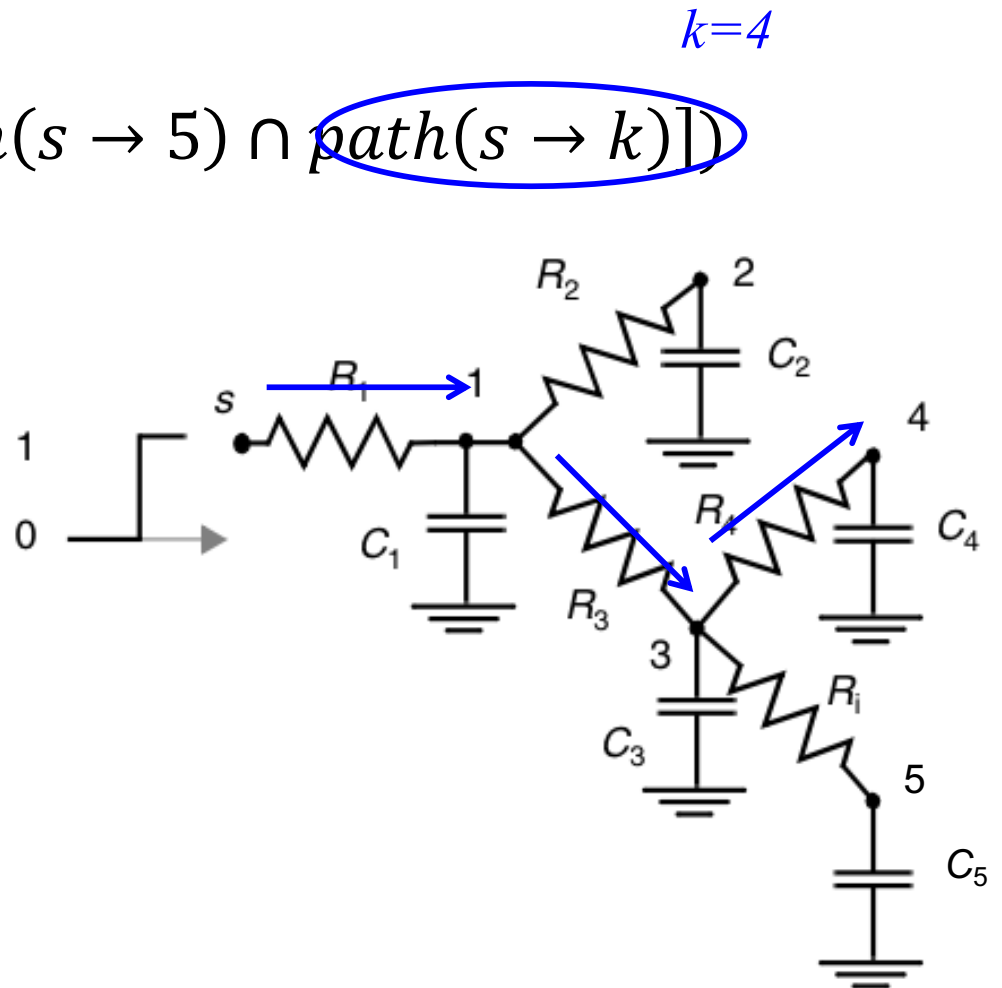 k=4
(s → 5) ∩ path(s → k)])
R₂
2
C₂
R₁
1
s
4
1
R₄
0
C₁
C₄
R₃
3
Rᵢ
C₃
5
C₅